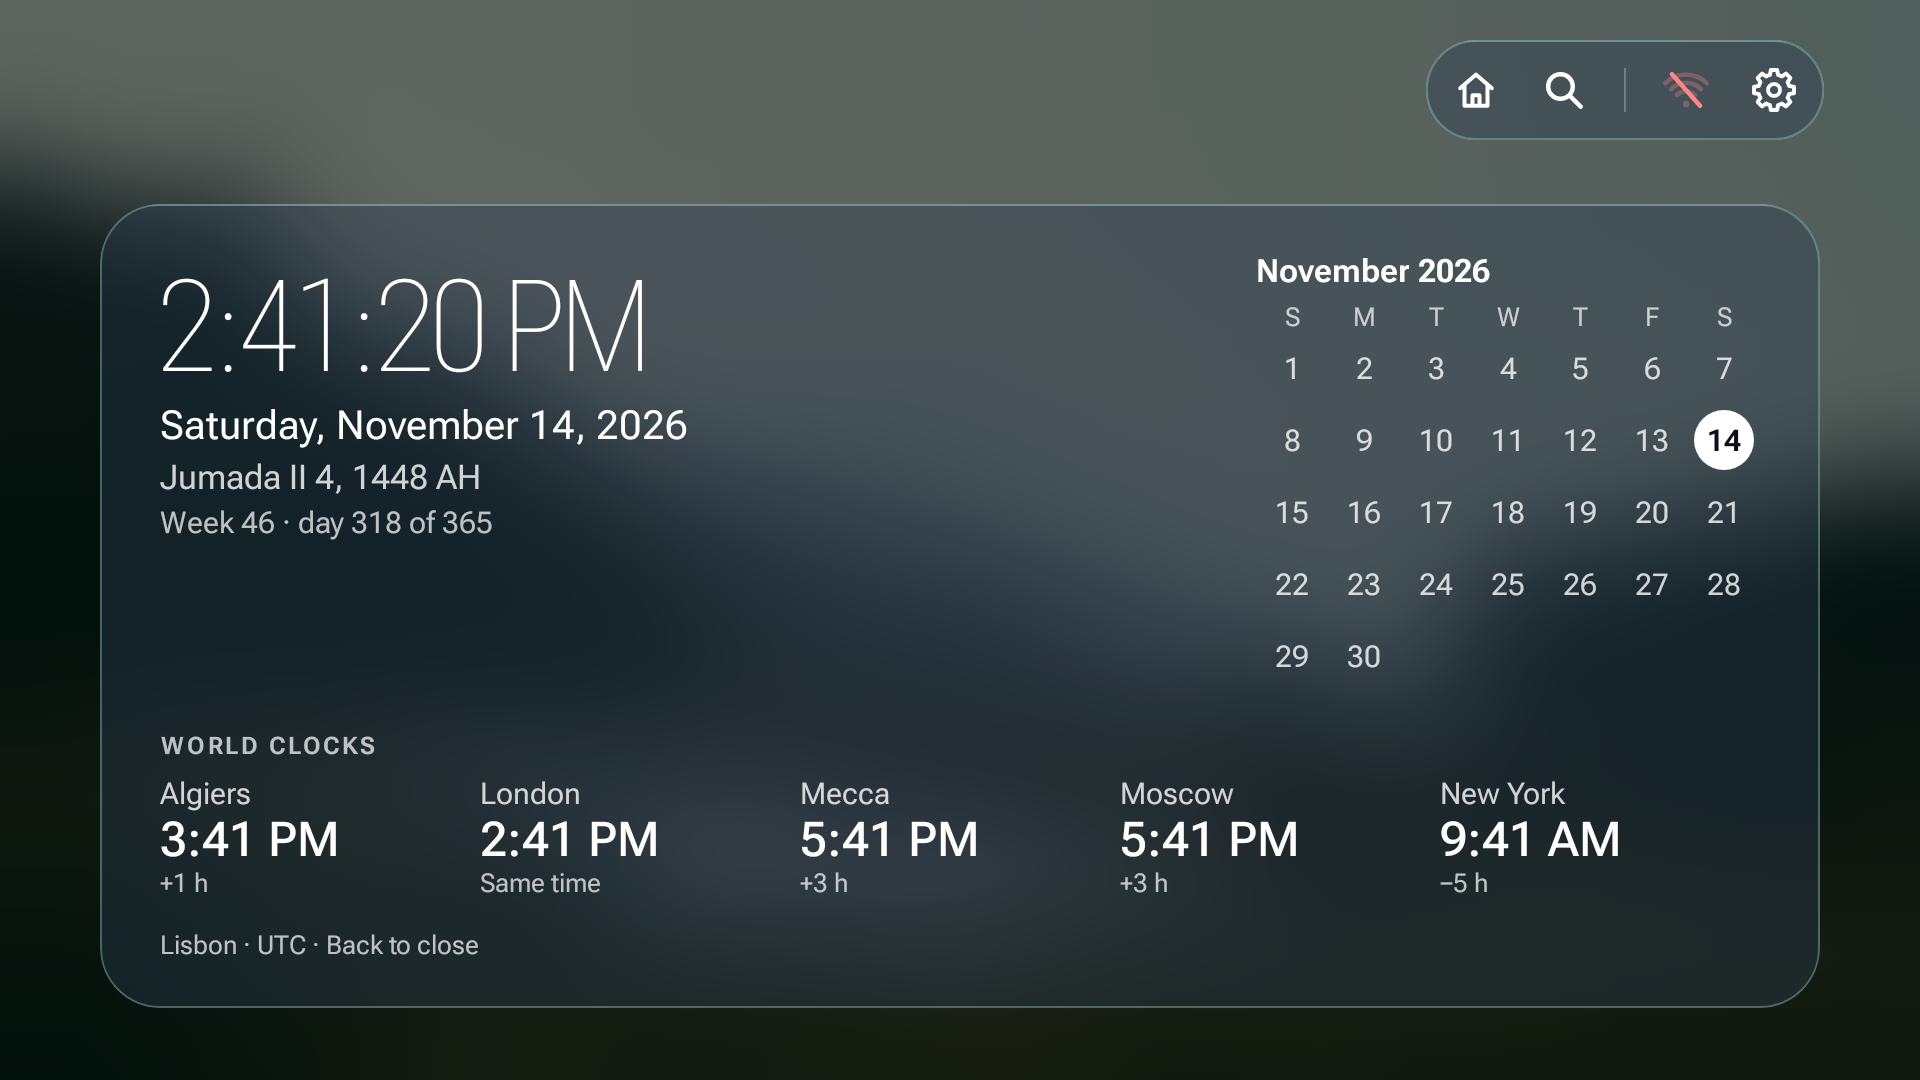 2:41:20 PM
Saturday, November 14, 2026
Jumada II 4, 1448 AH
Week 46 · day 318 of 365
November 2026
S M T W T F S
1 2 3 4 5 6 7
8 9 10 11 12 13 14
15 16 17 18 19 20 21
22 23 24 25 26 27 28
29 30
WORLD CLOCKS
Algiers London Mecca Moscow New York
3:41 PM 2:41 PM 5:41 PM 5:41 PM 9:41 AM
+1 h Same time +3 h +3 h −5 h
Lisbon · UTC · Back to close